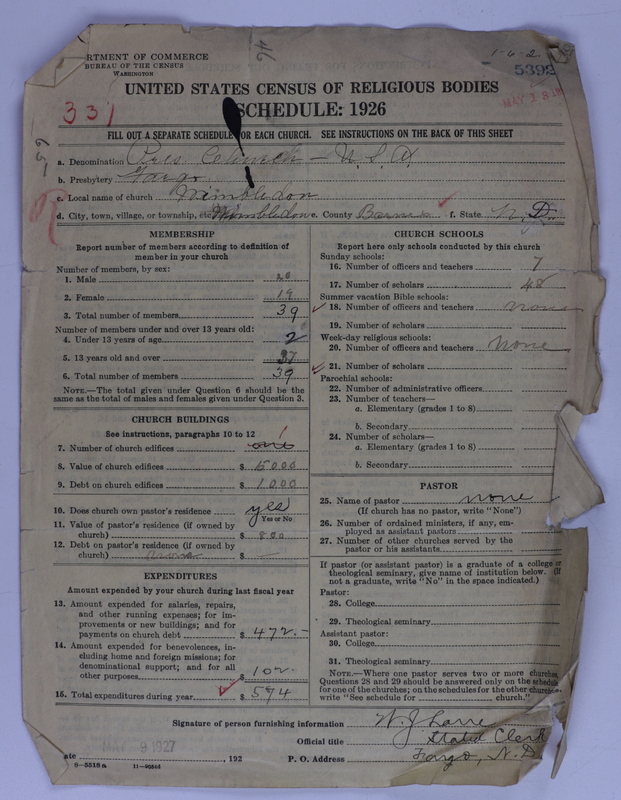 RTMENT OF COMMERCE
BUREAU OF THE CENSUS
WASHINGTON
46
1-6-2
5392
MAY 18 19
UNITED STATES CENSUS OF RELIGIOUS BODIES
331
SCHEDULE: 1926
FILL OUT A SEPARATE SCHEDULE FOR EACH CHURCH. SEE INSTRUCTIONS ON THE BACK OF THIS SHEET
a. Denomination Pres Church - U.S.A.
b. Presbytery Fargo
c. Local name of church Wimbledon
d. City, town, village, or township, etc. Wimbledon e. County Barnes f. State N. D.
MEMBERSHIP
Report number of members according to definition of
member in your church
Number of members, by sex:
1. Male 20
2. Female 19
3. Total number of members 39
Number of members under and over 13 years old:
4. Under 13 years of age 2
5. 13 years old and over 37
6. Total number of members 39
NOTE.—The total given under Question 6 should be the
same as the total of males and females given under Question 3.
CHURCH BUILDINGS
See instructions, paragraphs 10 to 12
7. Number of church edifices one 1
8. Value of church edifices $ 15000
9. Debt on church edifices $ 1000
10. Does church own pastor's residence yes
Yes or No
11. Value of pastor's residence (if owned by
church) $ 800
12. Debt on pastor's residence (if owned by
church) none $
EXPENDITURES
Amount expended by your church during last fiscal year
13. Amount expended for salaries, repairs,
and other running expenses; for im-
provements or new buildings; and for
payments on church debt $ 472.-
14. Amount expended for benevolences, in-
cluding home and foreign missions; for
denominational support; and for all
other purposes $ 102-
15. Total expenditures during year $ 574
CHURCH SCHOOLS
Report here only schools conducted by this church
Sunday schools:
16. Number of officers and teachers 7
17. Number of scholars 48
Summer vacation Bible schools:
18. Number of officers and teachers none
19. Number of scholars
Week-day religious schools:
20. Number of officers and teachers none
21. Number of scholars
Parochial schools:
22. Number of administrative officers
23. Number of teachers—
a. Elementary (grades 1 to 8)
b. Secondary
24. Number of scholars—
a. Elementary (grades 1 to 8)
b. Secondary
PASTOR
25. Name of pastor none
(If church has no pastor, write "None")
26. Number of ordained ministers, if any, em-
ployed as assistant pastors
27. Number of other churches served by the
pastor or his assistants
If pastor (or assistant pastor) is a graduate of a college or
theological seminary, give name of institution below. (If
not a graduate, write "No" in the space indicated.)
Pastor:
28. College
29. Theological seminary
Assistant pastor:
30. College
31. Theological seminary
NOTE.—Where one pastor serves two or more churches,
Questions 28 and 29 should be answered only on the schedule
for one of the churches; on the schedules for the other churches
write "See schedule for church."
Signature of person furnishing information W. J.
Official title Stated Clerk
ate MAY 9 1927, 192 P. O. Address Fargo, N. D.
8-5518a 11-